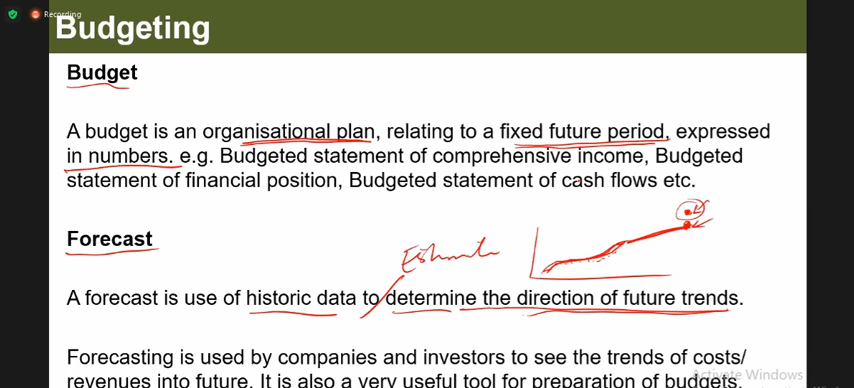 Recording
Budgeting
Budget
A budget is an organisational plan, relating to a fixed future period, expressed
in numbers. e.g. Budgeted statement of comprehensive income, Budgeted
statement of financial position, Budgeted statement of cash flows etc.
Forecast
Estimate
A forecast is use of historic data to determine the direction of future trends.
Forecasting is used by companies and investors to see the trends of costs/
revenues into future. It is also a very useful tool for preparation of budgets.
Activate Windows